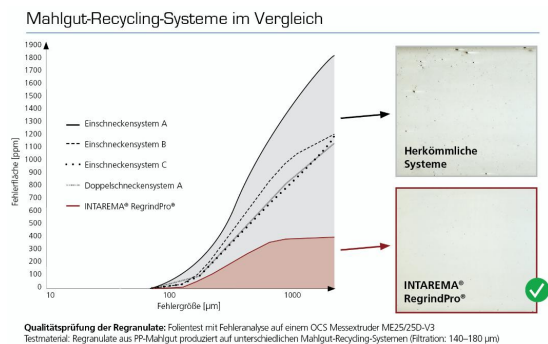 Mahlgut-Recycling-Systeme im Vergleich
Fehlerfläche [ppm]
1900
1800
1700
1600
1500
1400
1300
1200
1100
1000
900
800
700
600
500
400
300
200
100
0
Einschneckensystem A
Einschneckensystem B
Einschneckensystem C
Doppelschneckensystem A
INTAREMA® RegrindPro®
10
100
1000
Fehlergröße [µm]
Herkömmliche
Systeme
INTAREMA®
RegrindPro®
Qualitätsprüfung der Regranulate: Folientest mit Fehleranalyse auf einem OCS Messextruder ME25/25D-V3
Testmaterial: Regranulate aus PP-Mahlgut produziert auf unterschiedlichen Mahlgut-Recycling-Systemen (Filtration: 140–180 µm)